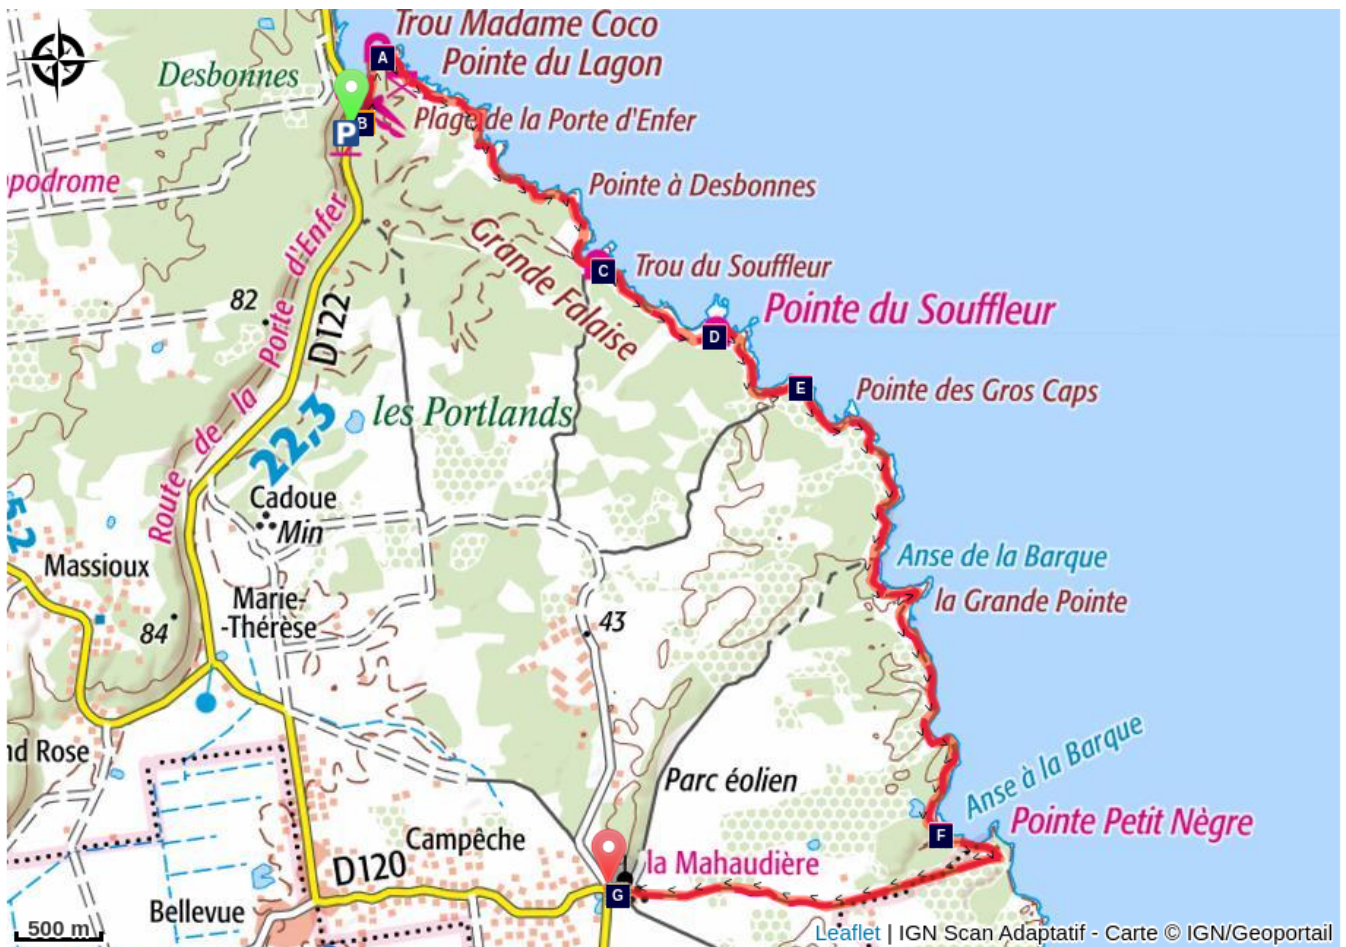 Trou Madame Coco
A
Pointe du Lagon
Desbonnes
B
Plage de la Porte d'Enfer
P
podrome
Pointe à Desbonnes
Grande Falaise
C
Trou du Souffleur
82
Route de la Porte d'Enfer
D122
Pointe du Souffleur
D
E
Pointe des Gros Caps
les Portlands
22,3
Cadoue
Min
5,2
Massioux
Anse de la Barque
Marie-
-Thérèse
la Grande Pointe
84
43
nd Rose
Parc éolien
Anse à la Barque
F
Pointe Petit Nègre
Campêche
D120
la Mahaudière
G
Bellevue
500 m
Leaflet | IGN Scan Adaptatif - Carte © IGN/Geoportail